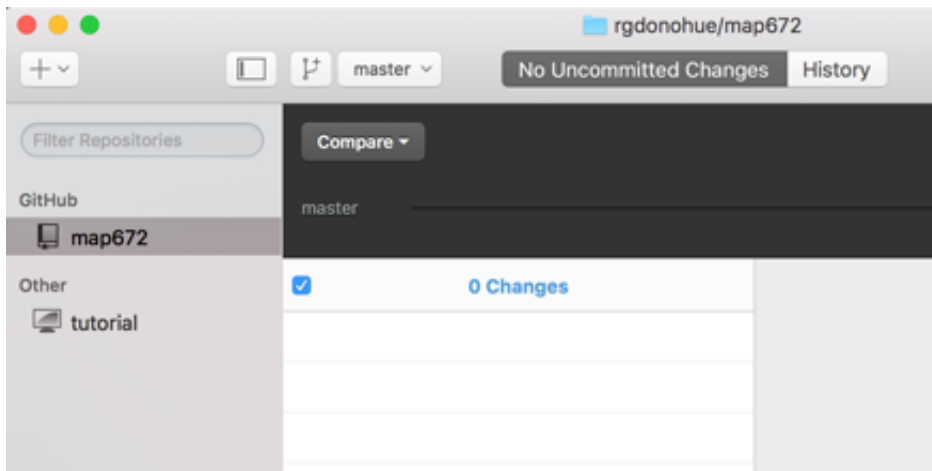 rgdonohue/map672
master
No Uncommitted Changes
History
Filter Repositories
Compare
GitHub
master
map672
Other
0 Changes
tutorial